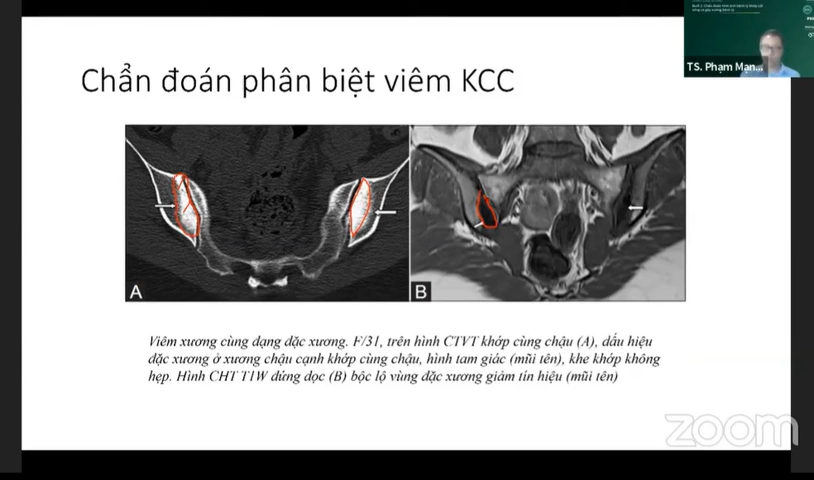 TS. Phạm Mạn...
Chẩn đoán phân biệt viêm KCC
A
B
Viêm xương cùng dạng đặc xương. F/31, trên hình CTVT khớp cùng chậu (A), dấu hiệu
đặc xương ở xương chậu cạnh khớp cùng chậu, hình tam giác (mũi tên), khe khớp không
hẹp. Hình CHT T1W đứng dọc (B) bộc lộ vùng đặc xương giảm tín hiệu (mũi tên)
zoom